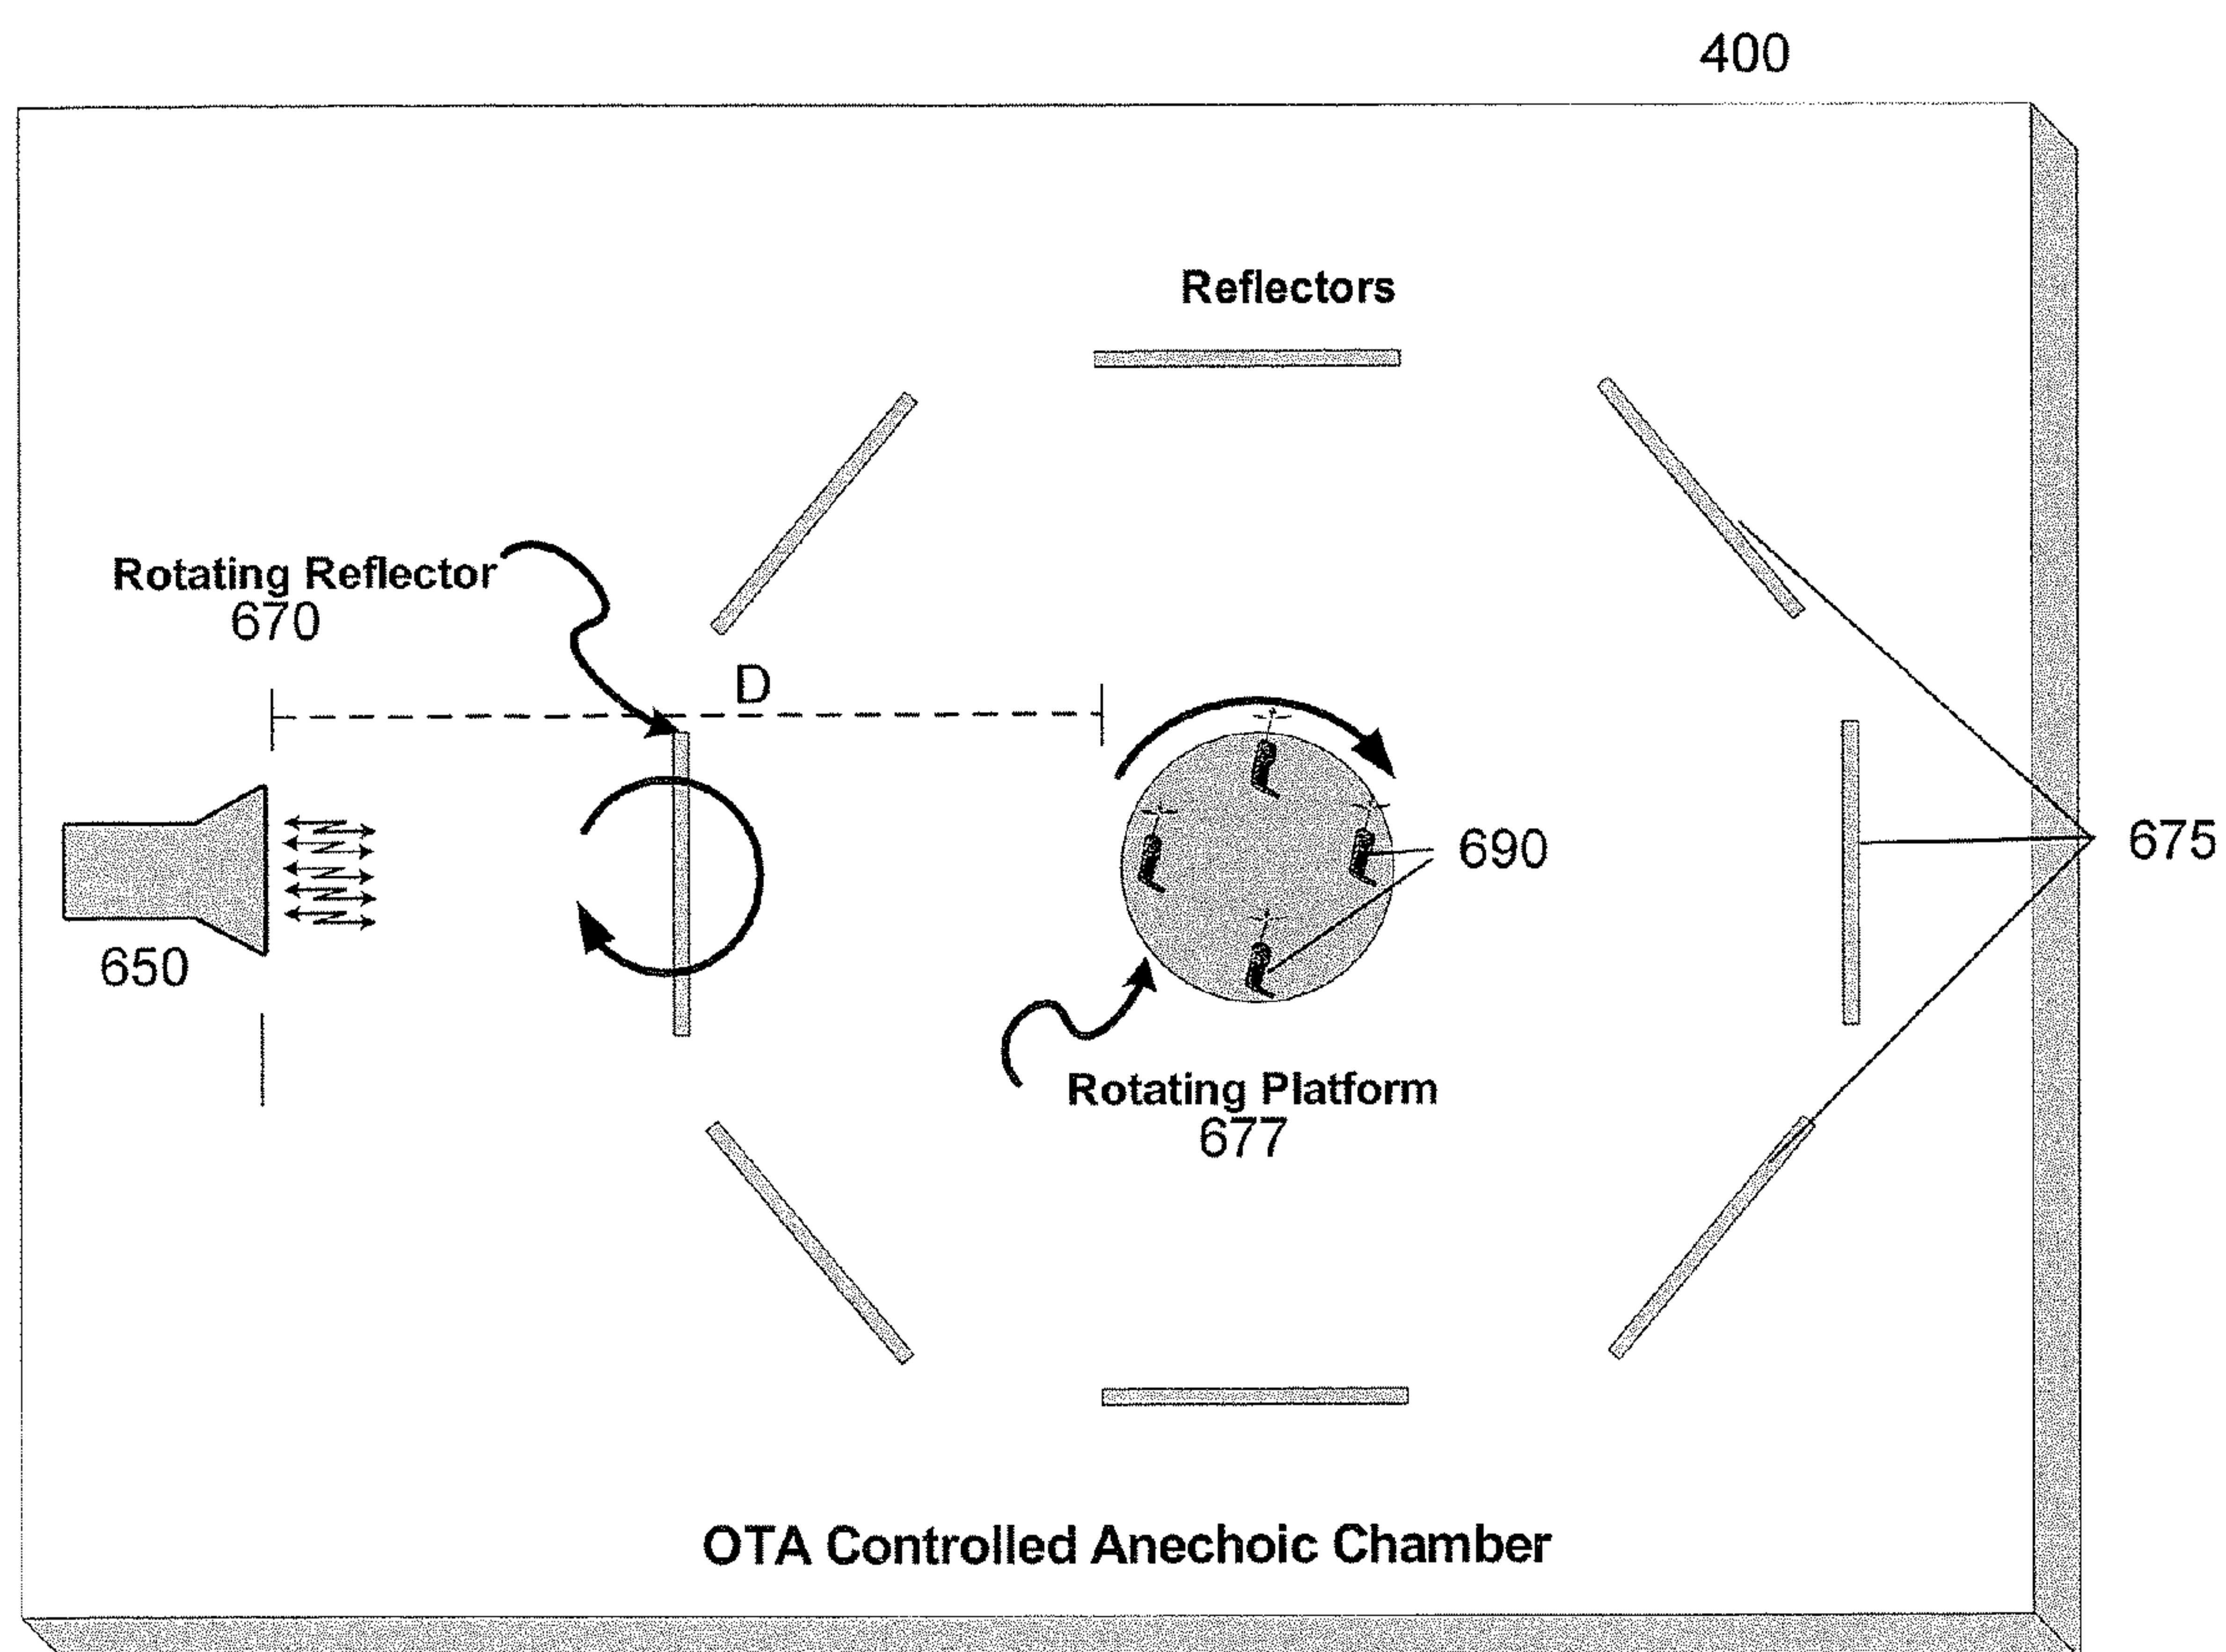 400
Reflectors
Rotating Reflector
670
D
690
675
650
Rotating Platform
677
OTA Controlled Anechoic Chamber